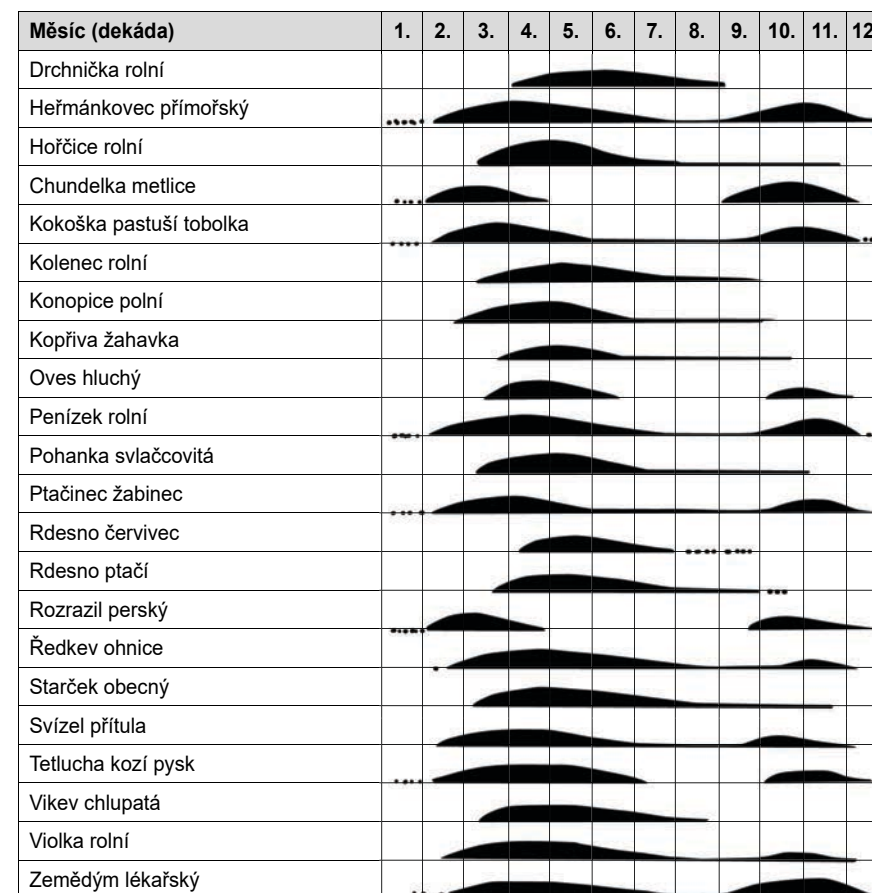 Měsíc (dekáda) 1. 2. 3. 4. 5. 6. 7. 8. 9. 10. 11. 12
Drchnička rolní
Heřmánkovec přímořský
Hořčice rolní
Chundelka metlice
Kokoška pastuší tobolka
Kolenec rolní
Konopice polní
Kopřiva žahavka
Oves hluchý
Penízek rolní
Pohanka svlačcovitá
Ptačinec žabinec
Rdesno červivec
Rdesno ptačí
Rozrazil perský
Ředkev ohnice
Starček obecný
Svízel přítula
Tetlucha kozí pysk
Vikev chlupatá
Violka rolní
Zemědým lékařský